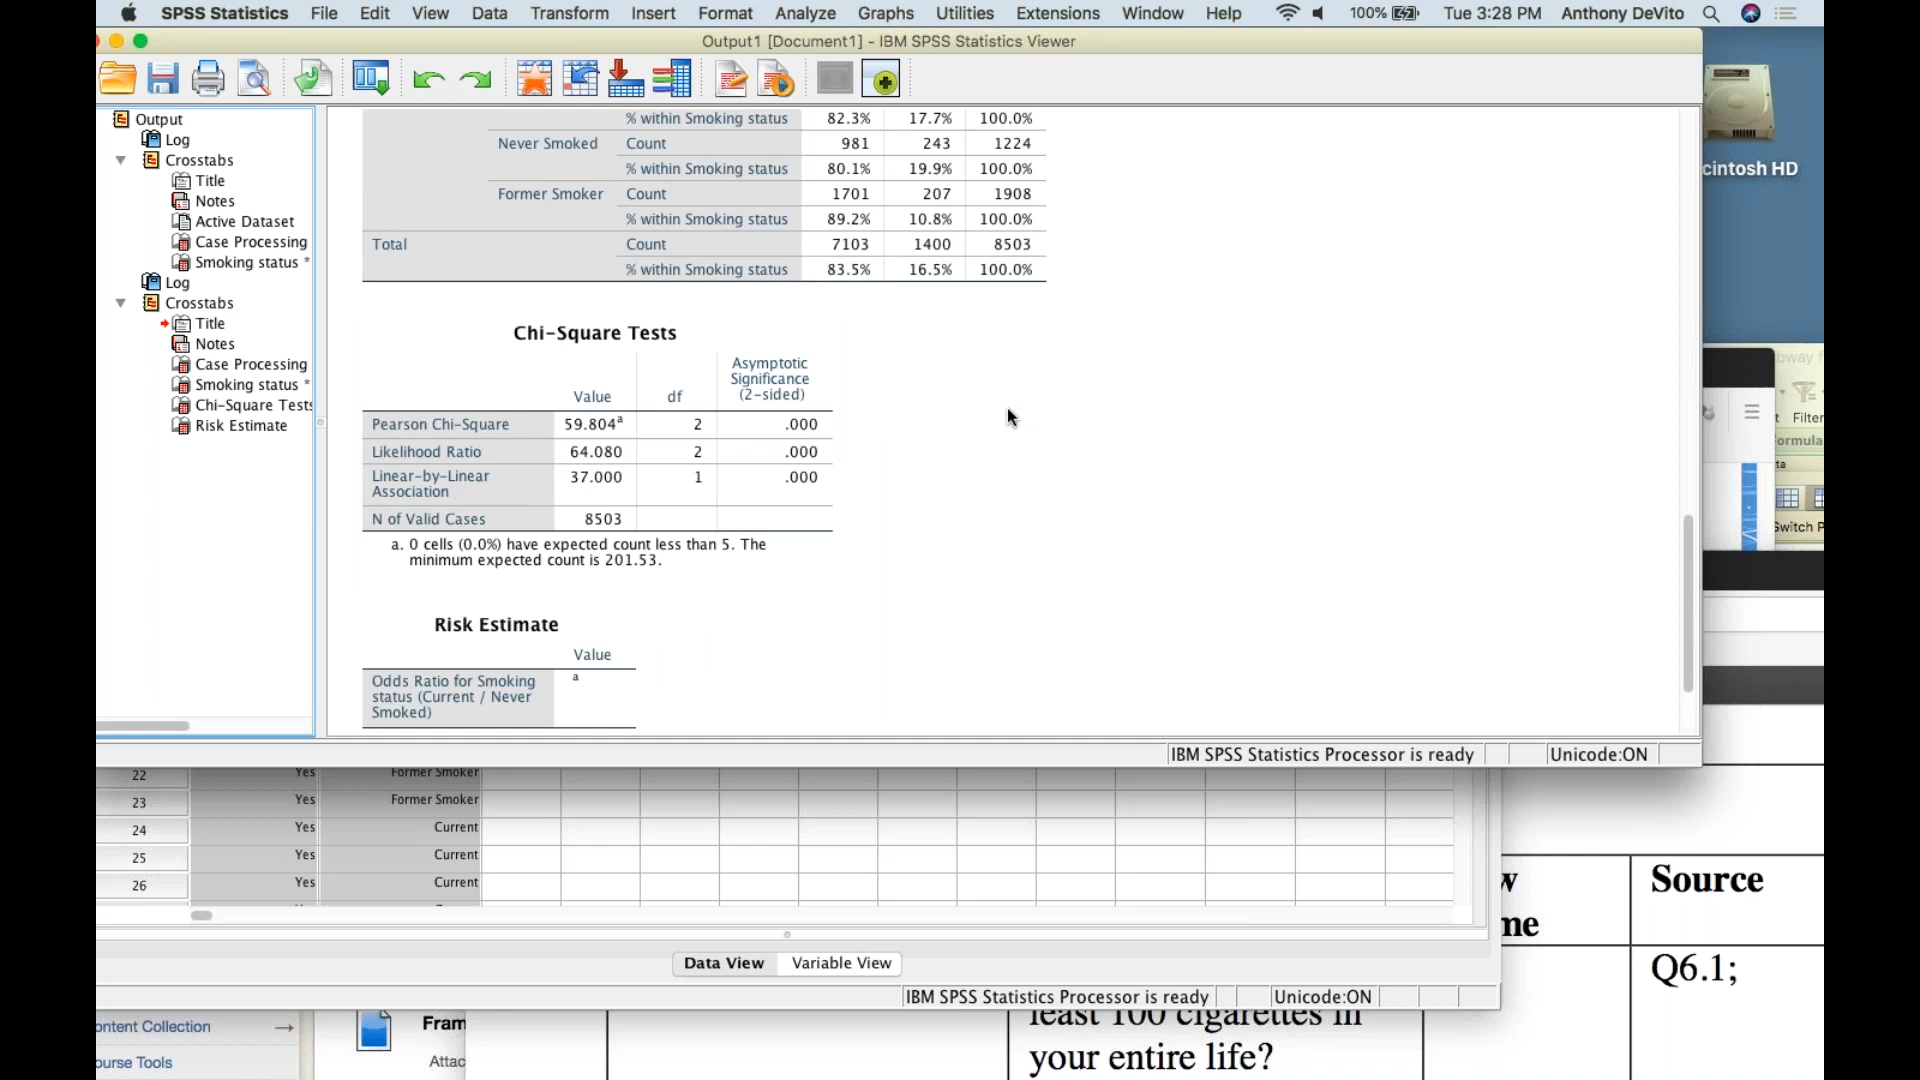 SPSS Statistics File Edit View Data Transform Insert Format Analyze Graphs Utilities Extensions Window Help 100% Tue 3:28 PM Anthony DeVito
Output1 [Document1] - IBM SPSS Statistics Viewer
Output
Log
Crosstabs
Title
Notes
Active Dataset
Case Processing
Smoking status *
Log
Crosstabs
Title
Notes
Case Processing
Smoking status *
Chi-Square Tests
Risk Estimate
% within Smoking status 82.3% 17.7% 100.0%
Never Smoked Count 981 243 1224
% within Smoking status 80.1% 19.9% 100.0%
Former Smoker Count 1701 207 1908
% within Smoking status 89.2% 10.8% 100.0%
Total Count 7103 1400 8503
% within Smoking status 83.5% 16.5% 100.0%
Chi-Square Tests
Value df Asymptotic Significance (2-sided)
Pearson Chi-Square 59.804a 2 .000
Likelihood Ratio 64.080 2 .000
Linear-by-Linear Association 37.000 1 .000
N of Valid Cases 8503
a. 0 cells (0.0%) have expected count less than 5. The
minimum expected count is 201.53.
Risk Estimate
Value
Odds Ratio for Smoking a
status (Current / Never
Smoked)
IBM SPSS Statistics Processor is ready Unicode:ON
22 Yes Former Smoker
23 Yes Former Smoker
24 Yes Current
25 Yes Current
26 Yes Current
Data View Variable View
IBM SPSS Statistics Processor is ready Unicode:ON
cintosh HD
bway f
t Filter
ormula
ta
Switch P
w
me
Source
Q6.1;
ontent Collection
ourse Tools
Fram
Attac
least 100 cigarettes in
your entire life?